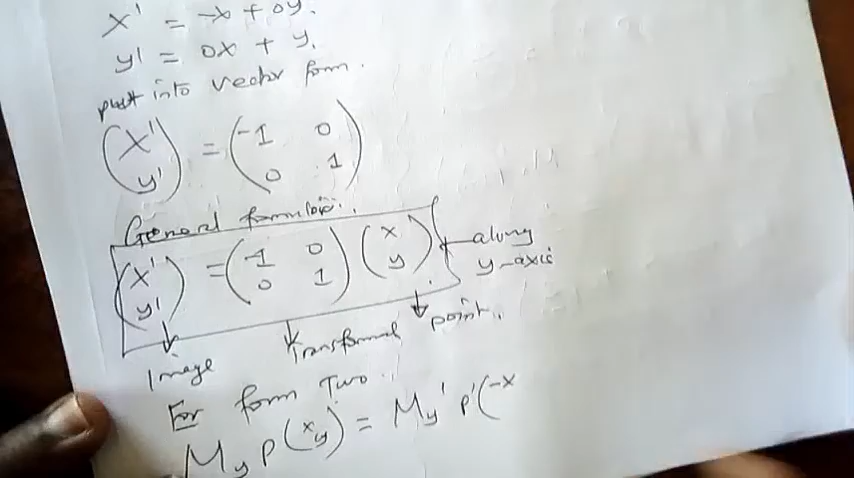 x' = -x + 0y.
y' = 0x + y.
put into vector form.
(x' y') = (-1 0 0 1)
General formular.
(x' y') = (-1 0 0 1) (x y) along y-axis
Image Transformed point.
For form Two.
My P(x y) = My' P'(-x